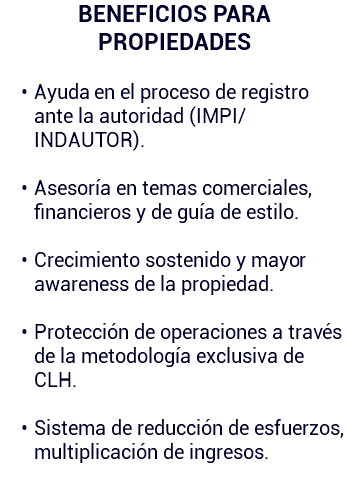 BENEFICIOS PARA
PROPIEDADES
• Ayuda en el proceso de registro
ante la autoridad (IMPI/
INDAUTOR).
• Asesoría en temas comerciales,
financieros y de guía de estilo.
• Crecimiento sostenido y mayor
awareness de la propiedad.
• Protección de operaciones a través
de la metodología exclusiva de
CLH.
• Sistema de reducción de esfuerzos,
multiplicación de ingresos.